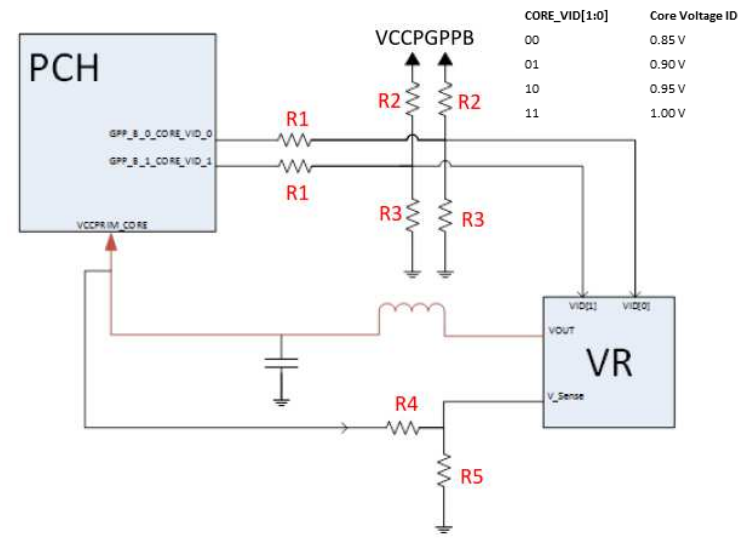 CORE_VID[1:0] Core Voltage ID
00 0.85 V
01 0.90 V
10 0.95 V
11 1.00 V
VCCPGPPB
PCH
R2 R2
R1
GPP_B_0_CORE_VID_0
GPP_B_1_CORE_VID_1
R1
R3 R3
VCCPRIM_CORE
VID[1] VID[0]
VOUT
VR
V_Sense
R4
R5